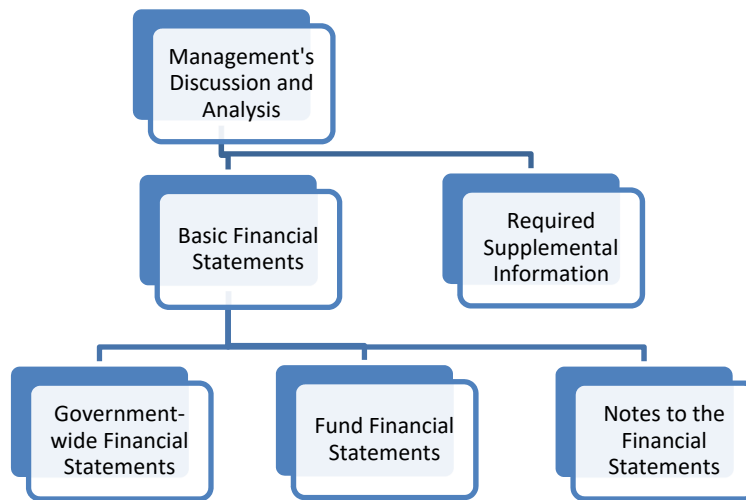 Management's
Discussion and
Analysis
Basic Financial
Statements
Required
Supplemental
Information
Government-
wide Financial
Statements
Fund Financial
Statements
Notes to the
Financial
Statements